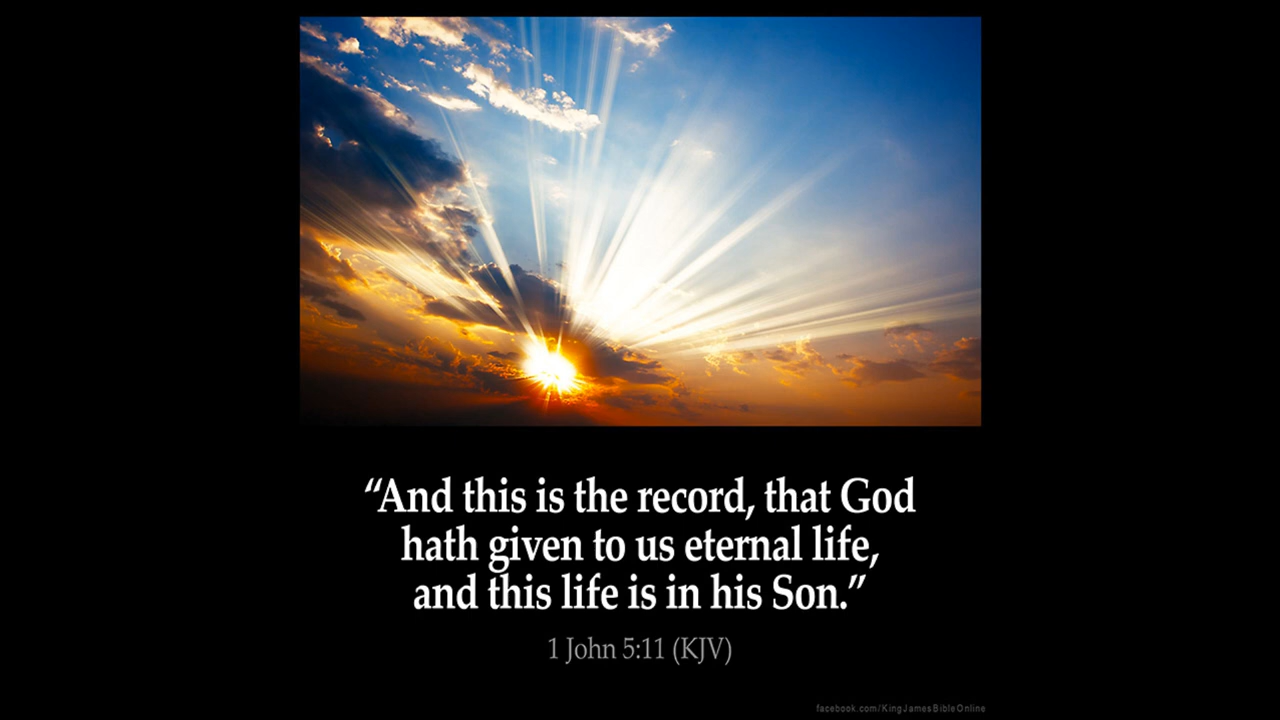 “And this is the record, that God
hath given to us eternal life,
and this life is in his Son.”
1 John 5:11 (KJV)
facebook.com/KingJamesBibleOnline